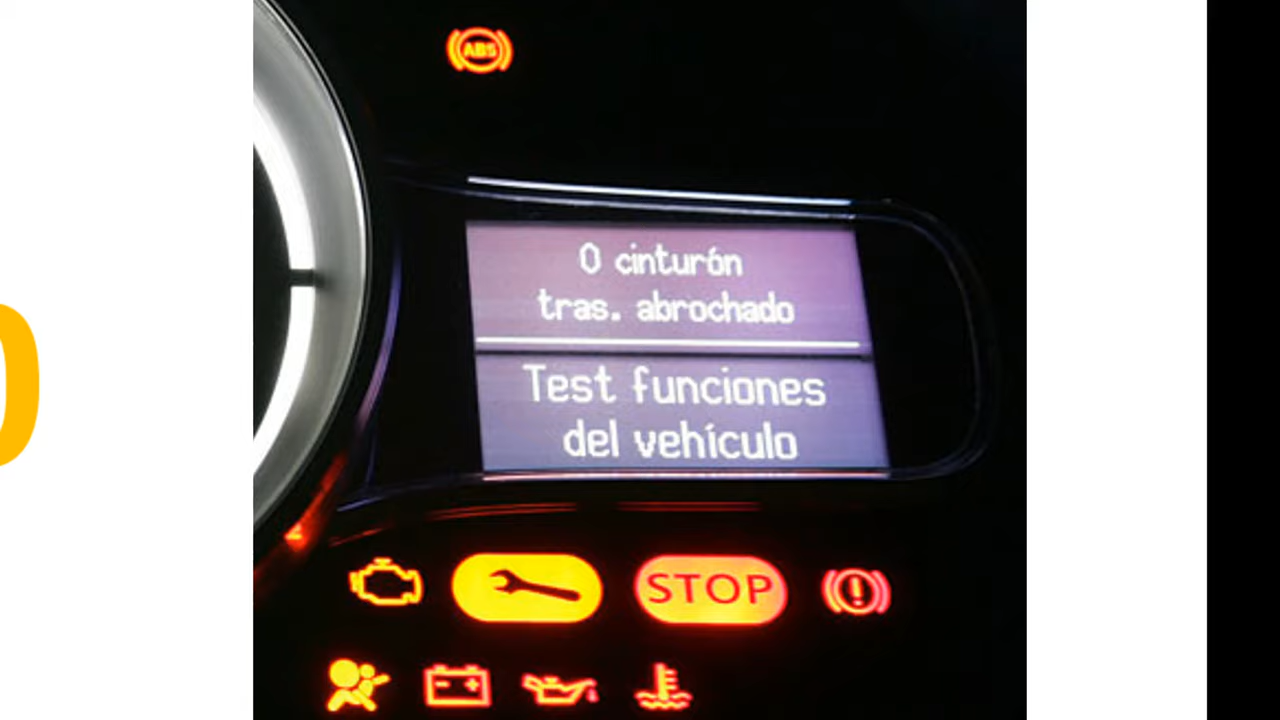 ABS
0 cinturón
tras. abrochado
Test funciones
del vehículo
STOP